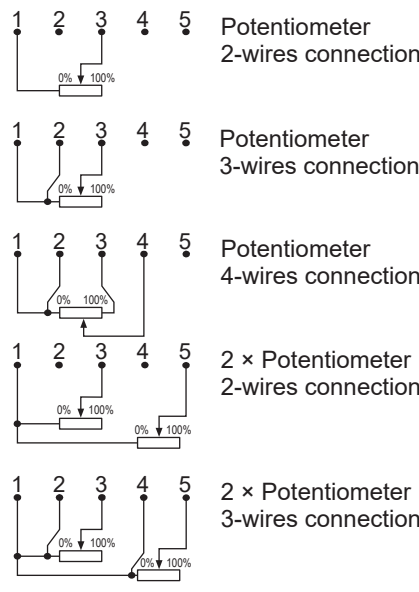 1 2 3 4 5
Potentiometer
2-wires connection
0% 100%
1 2 3 4 5
Potentiometer
3-wires connection
0% 100%
1 2 3 4 5
Potentiometer
4-wires connection
0% 100%
1 2 3 4 5
2 × Potentiometer
2-wires connection
0% 100%
0% 100%
1 2 3 4 5
2 × Potentiometer
3-wires connection
0% 100%
0% 100%